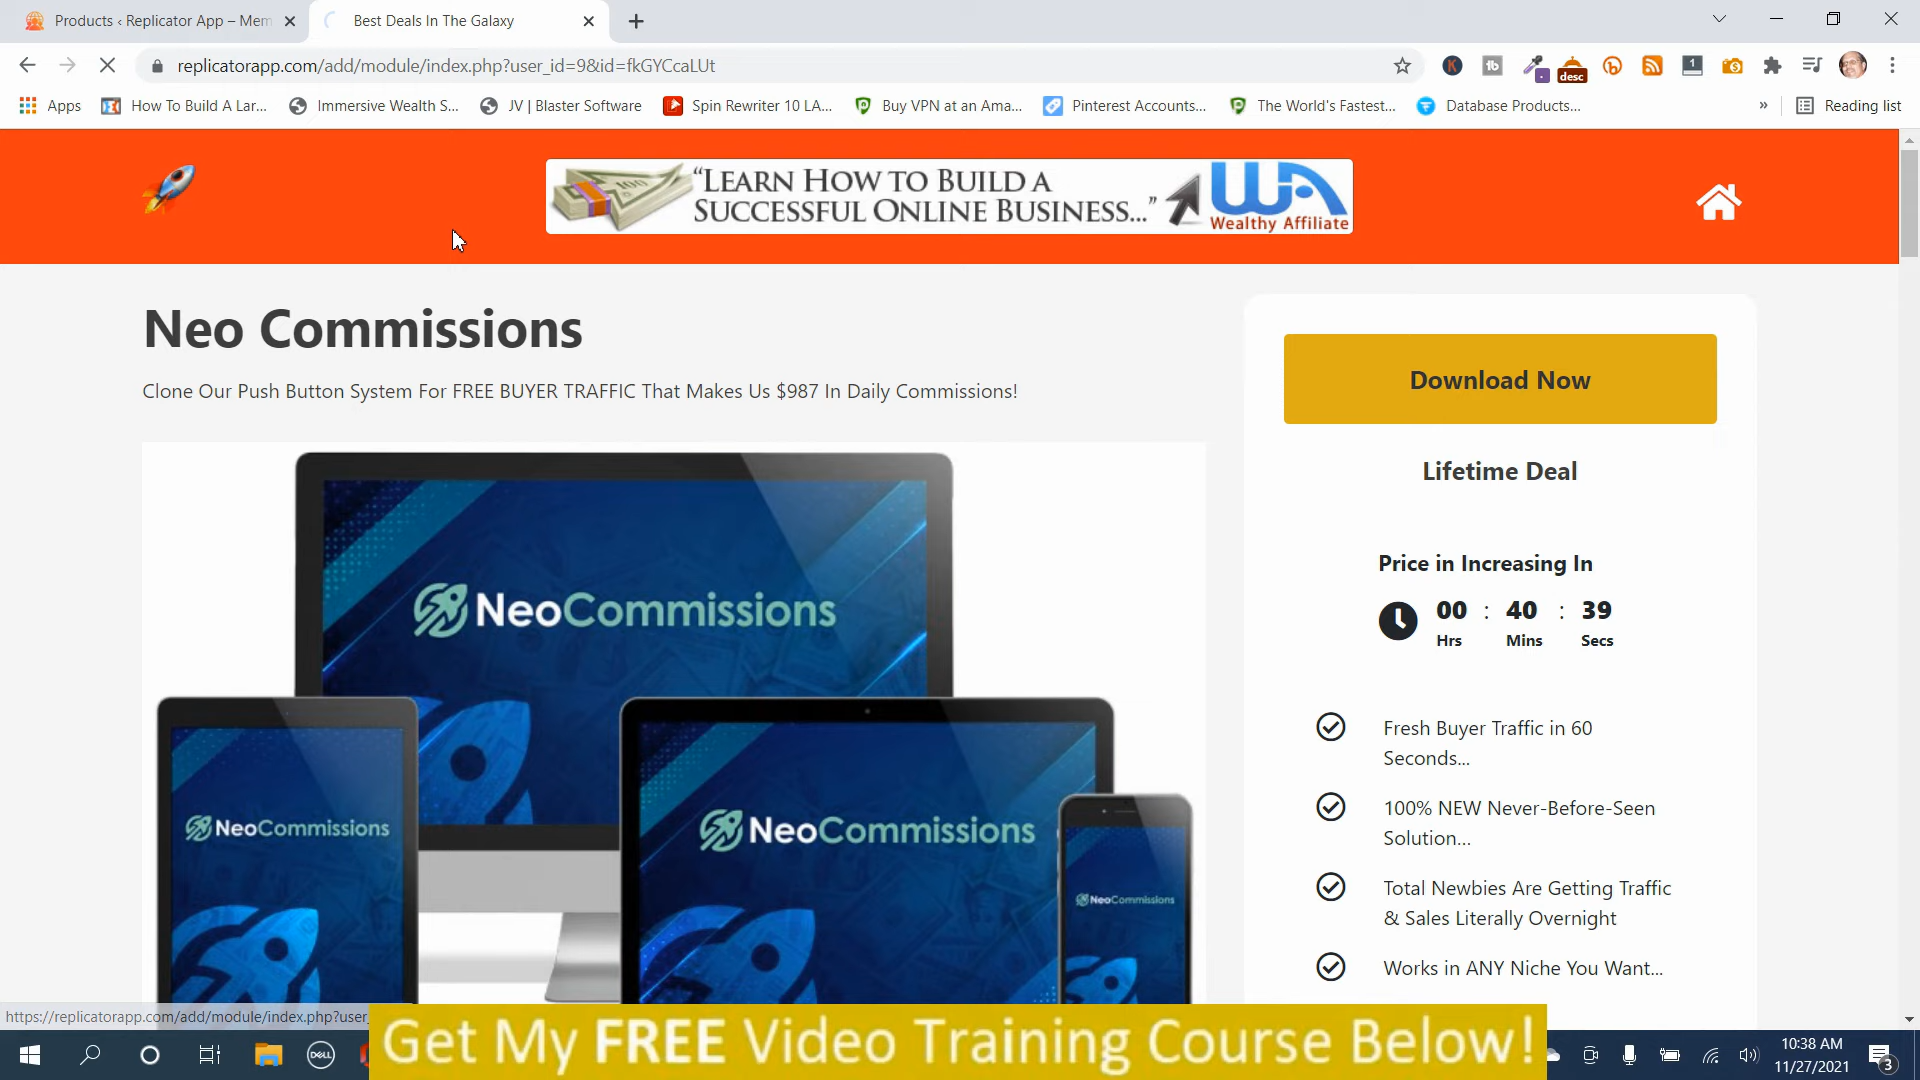 Products ‹ Replicator App – Mem
Best Deals In The Galaxy
replicatorapp.com/add/module/index.php?user_id=9&id=fkGYCcaLUt
desc
1
Apps
How To Build A Lar...
Immersive Wealth S...
JV | Blaster Software
Spin Rewriter 10 LA...
Buy VPN at an Ama...
Pinterest Accounts...
The World's Fastest...
Database Products...
»
Reading list
"LEARN HOW TO BUILD A
SUCCESSFUL ONLINE BUSINESS..."
WA
Wealthy Affiliate
Neo Commissions
Clone Our Push Button System For FREE BUYER TRAFFIC That Makes Us $987 In Daily Commissions!
Download Now
Lifetime Deal
Price in Increasing In
00 : 40 : 39
Hrs Mins Secs
Fresh Buyer Traffic in 60
Seconds...
100% NEW Never-Before-Seen
Solution...
Total Newbies Are Getting Traffic
& Sales Literally Overnight
Works in ANY Niche You Want...
NeoCommissions
NeoCommissions
NeoCommissions
NeoCommissions
https://replicatorapp.com/add/module/index.php?user_
Get My FREE Video Training Course Below!
DELL
10:38 AM
11/27/2021
3